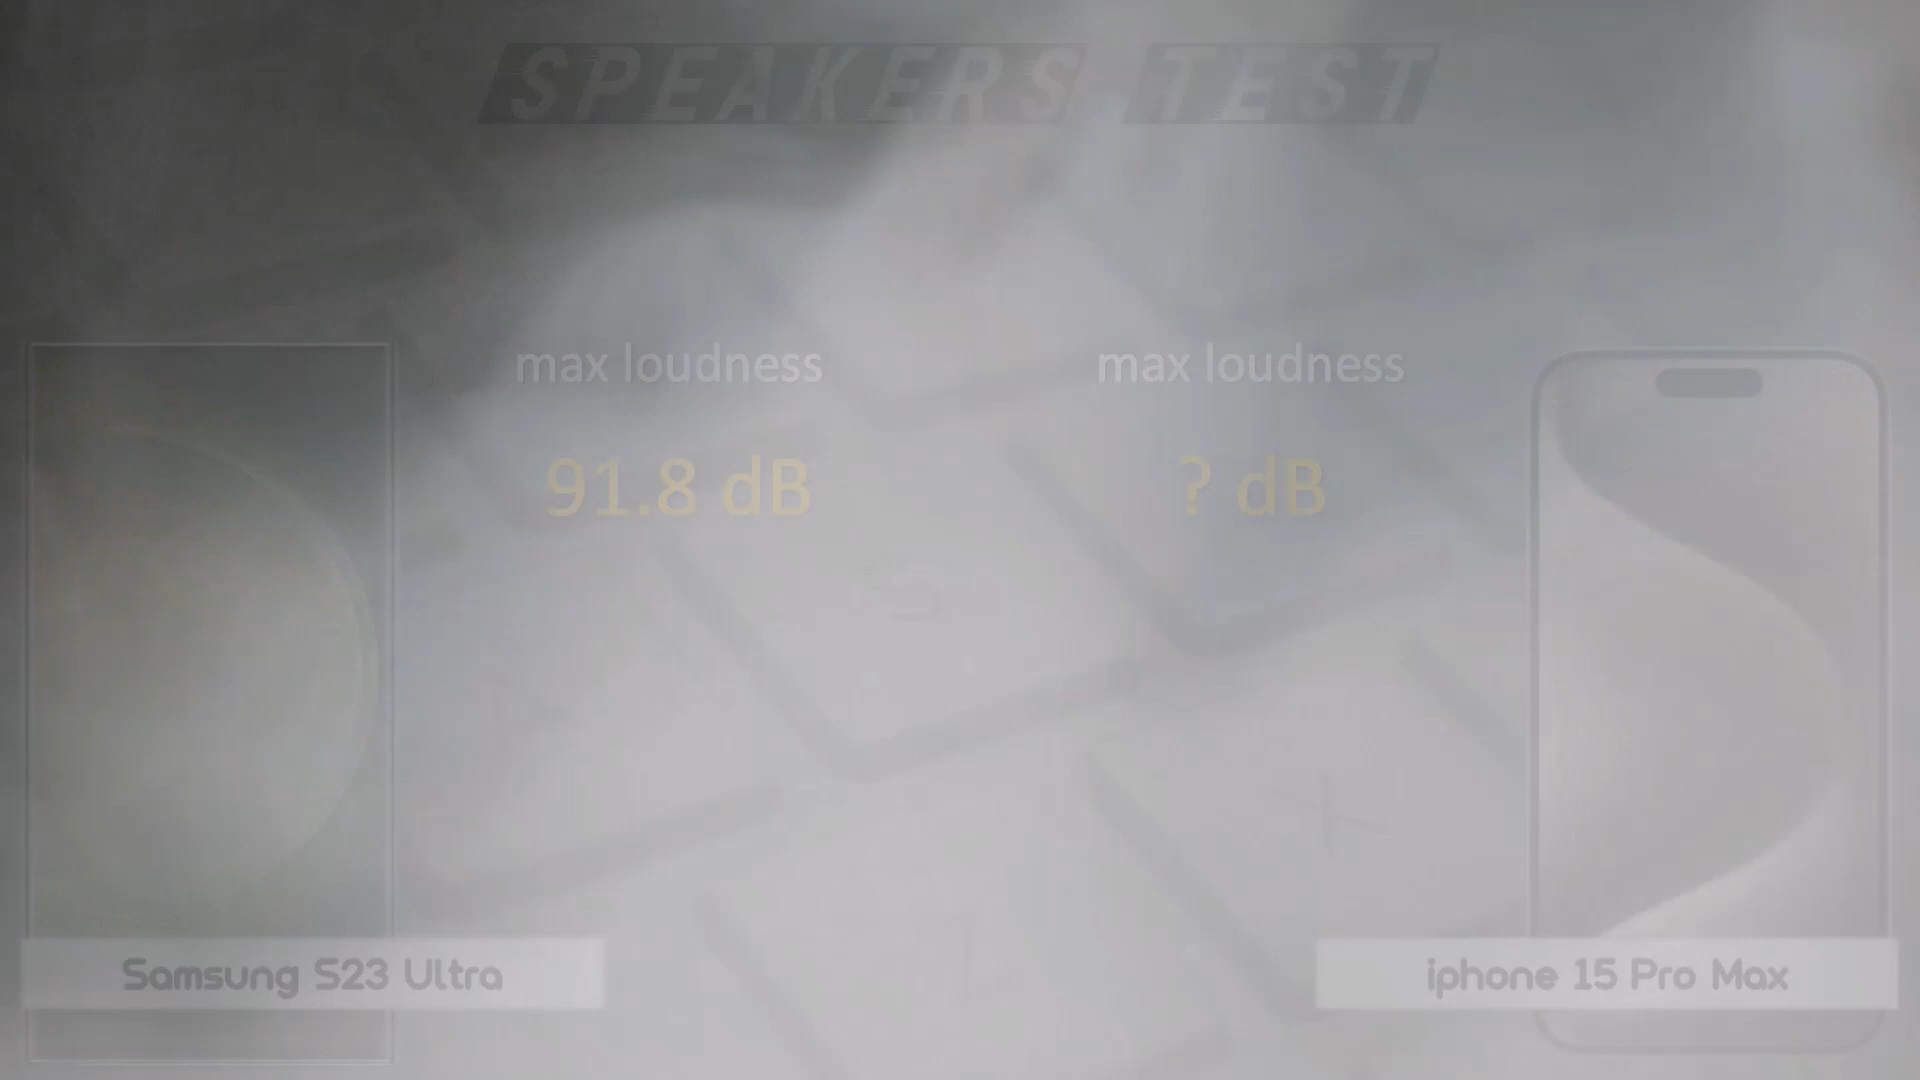 SPEAKERS TEST
max loudness
91.8 dB
max loudness
? dB
S
Samsung S23 Ultra
iphone 15 Pro Max